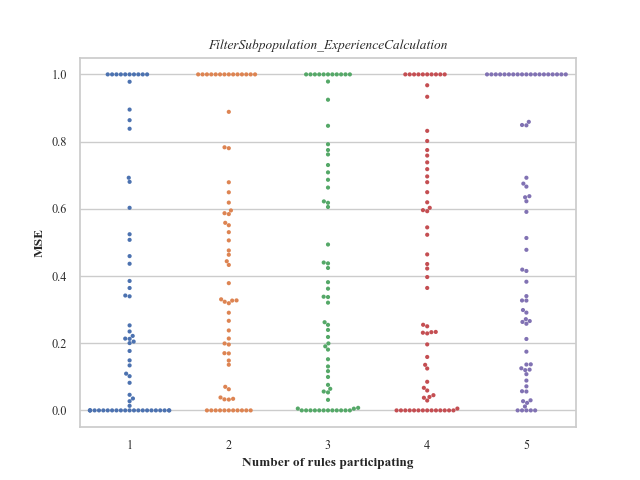 FilterSubpopulation_ExperienceCalculation
1.0
0.8
0.6
0.4
0.2
0.0
MSE
1 2 3 4 5
Number of rules participating